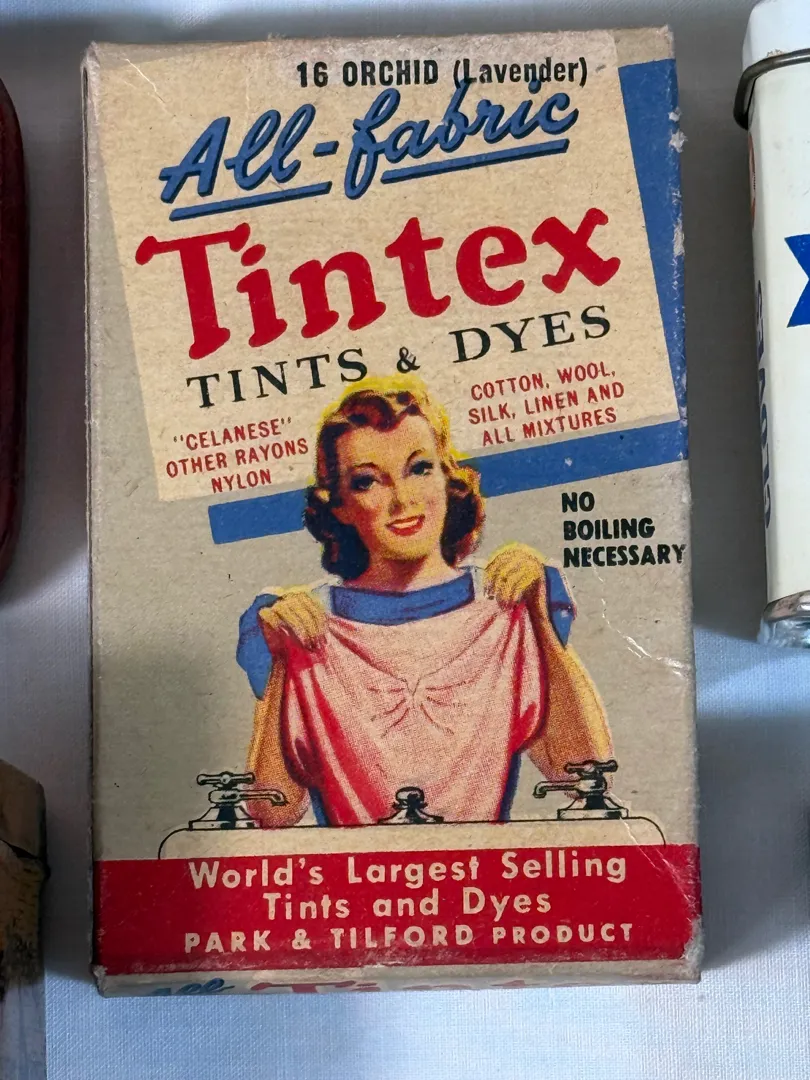 16 ORCHID (Lavender)
All-fabric
Tintex
TINTS & DYES
"CELANESE"
OTHER RAYONS
NYLON
COTTON, WOOL,
SILK, LINEN AND
ALL MIXTURES
NO
BOILING
NECESSARY
World's Largest Selling
Tints and Dyes
PARK & TILFORD PRODUCT